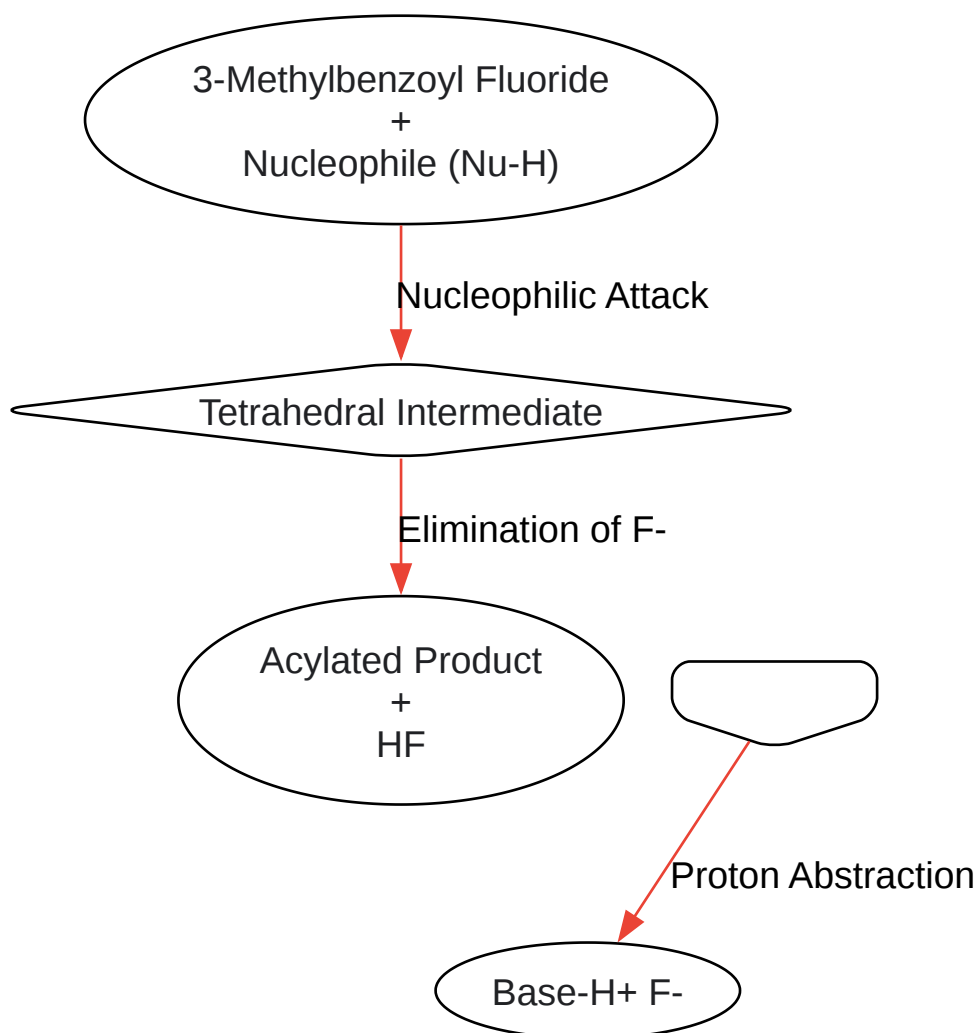 3-Methylbenzoyl Fluoride
+
Nucleophile (Nu-H)
Nucleophilic Attack
Tetrahedral Intermediate
Elimination of F-
Acylated Product
+
HF
Proton Abstraction
Base-H+ F-